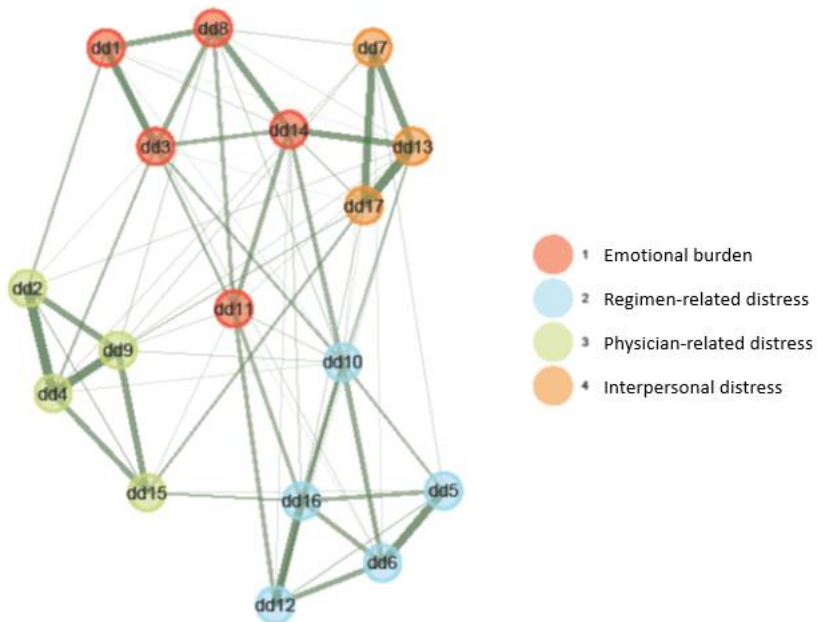 dd8
dd1
dd7
dd14
dd3
dd13
dd17
dd2
dd11
dd9
dd10
dd4
dd15
dd16
dd5
dd6
dd12
1 Emotional burden
2 Regimen-related distress
3 Physician-related distress
4 Interpersonal distress